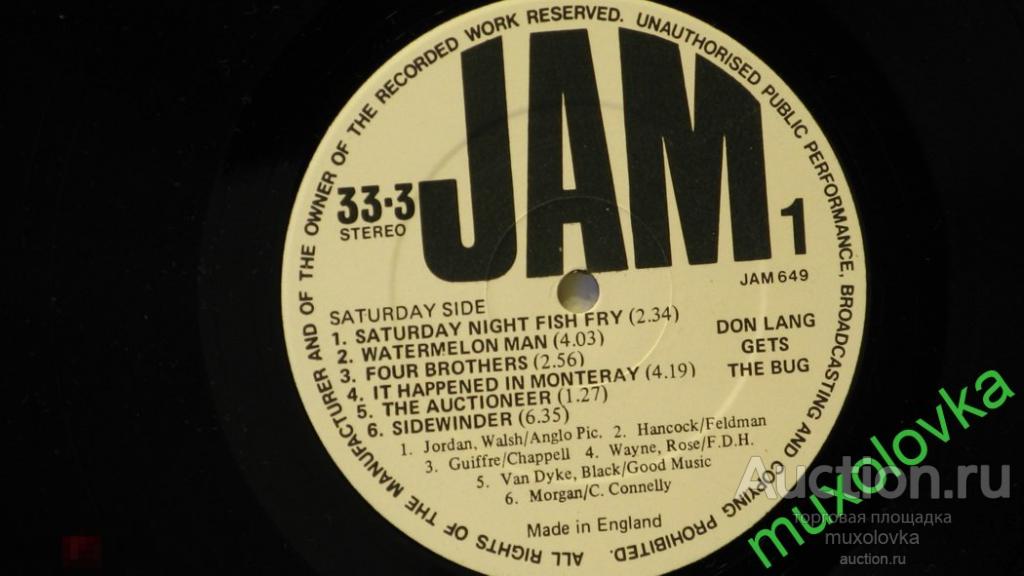 ALL RIGHTS OF THE MANUFACTURER AND OF THE OWNER OF THE RECORDED WORK RESERVED. UNAUTHORISED PUBLIC PERFORMANCE, BROADCASTING AND COPYING PROHIBITED.
JAM
33·3
STEREO
1
JAM 649
SATURDAY SIDE
1. SATURDAY NIGHT FISH FRY (2.34)
2. WATERMELON MAN (4.03)
3. FOUR BROTHERS (2.56)
4. IT HAPPENED IN MONTERAY (4.19)
5. THE AUCTIONEER (1.27)
6. SIDEWINDER (6.35)
DON LANG
GETS
THE BUG
1. Jordan, Walsh/Anglo Pic. 2. Hancock/Feldman
3. Guiffre/Chappell 4. Wayne, Rose/F.D.H.
5. Van Dyke, Black/Good Music
6. Morgan/C. Connelly
Made in England
muxolovka
Auction.ru
торговая площадка
muxolovka
auction.ru